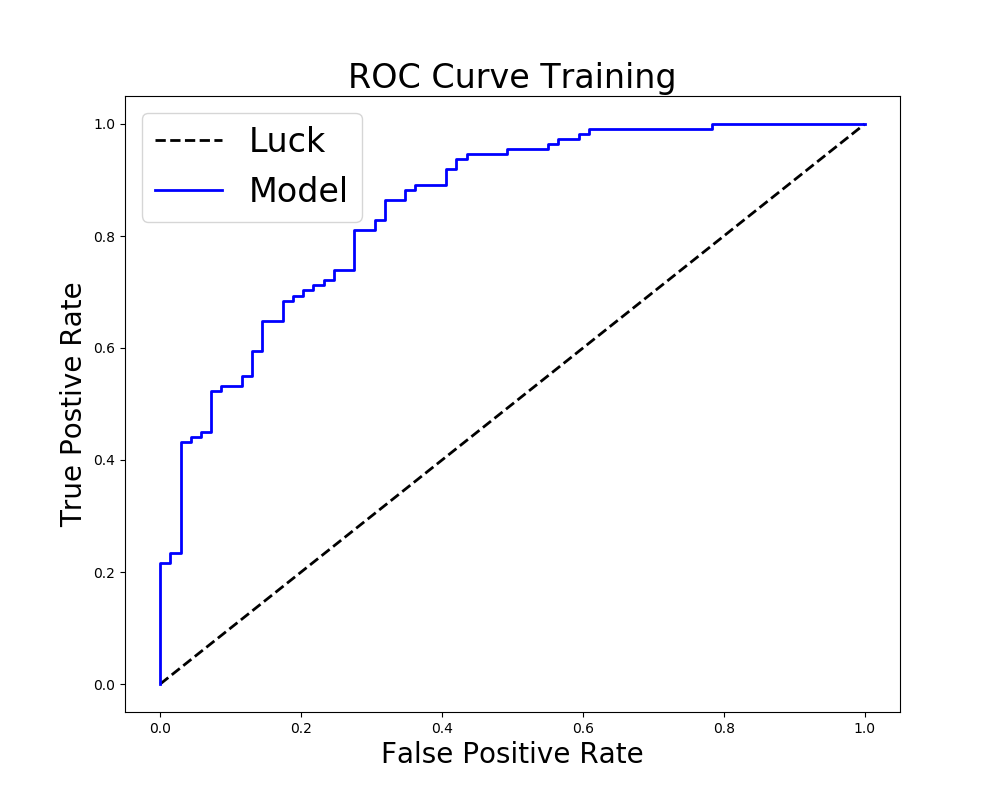 ROC Curve Training
Luck
Model
True Postive Rate
1.0
0.8
0.6
0.4
0.2
0.0
0.0 0.2 0.4 0.6 0.8 1.0
False Positive Rate